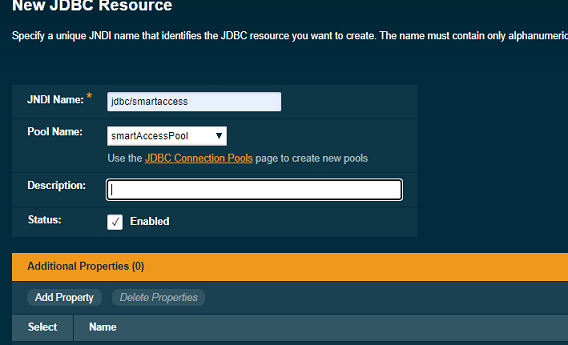 New JDBC Resource
Specify a unique JNDI name that identifies the JDBC resource you want to create. The name must contain only alphanumeric
JNDI Name: *
jdbc/smartaccess
Pool Name:
smartAccessPool
Use the JDBC Connection Pools page to create new pools
Description:
Status:
Enabled
Additional Properties (0)
Add Property
Delete Properties
Select
Name